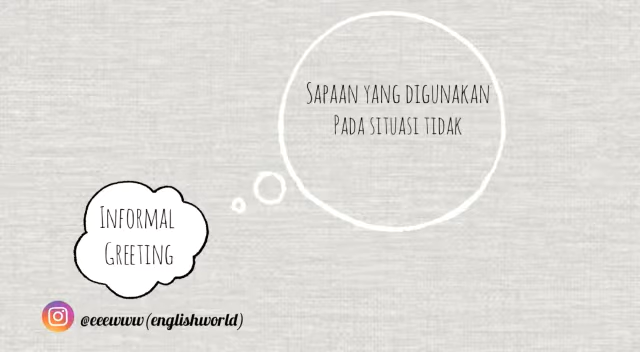 Sapaan yang digunakan
Pada situasi tidak
Informal
Greeting
@eeewww(englishworld)